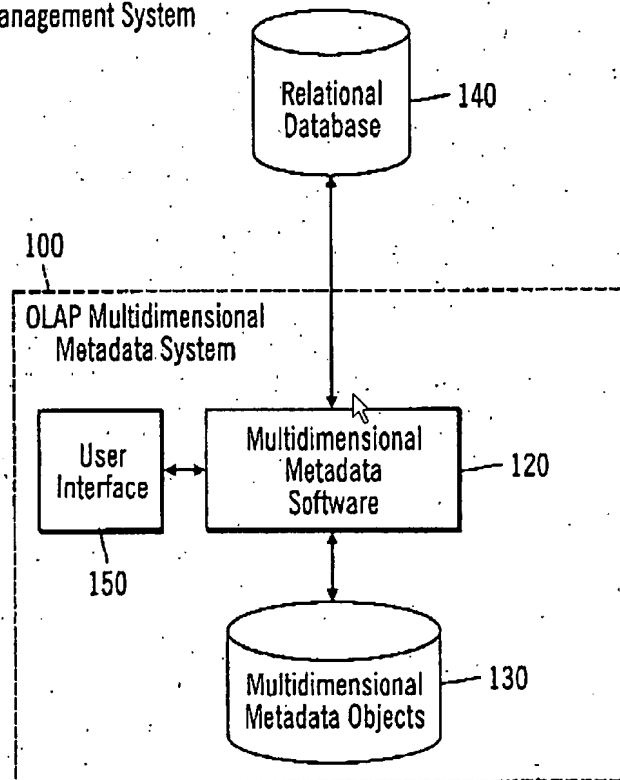 anagement System
Relational
Database
140
100
OLAP Multidimensional
Metadata System
User
Interface
150
Multidimensional
Metadata
Software
120
Multidimensional
Metadata Objects
130